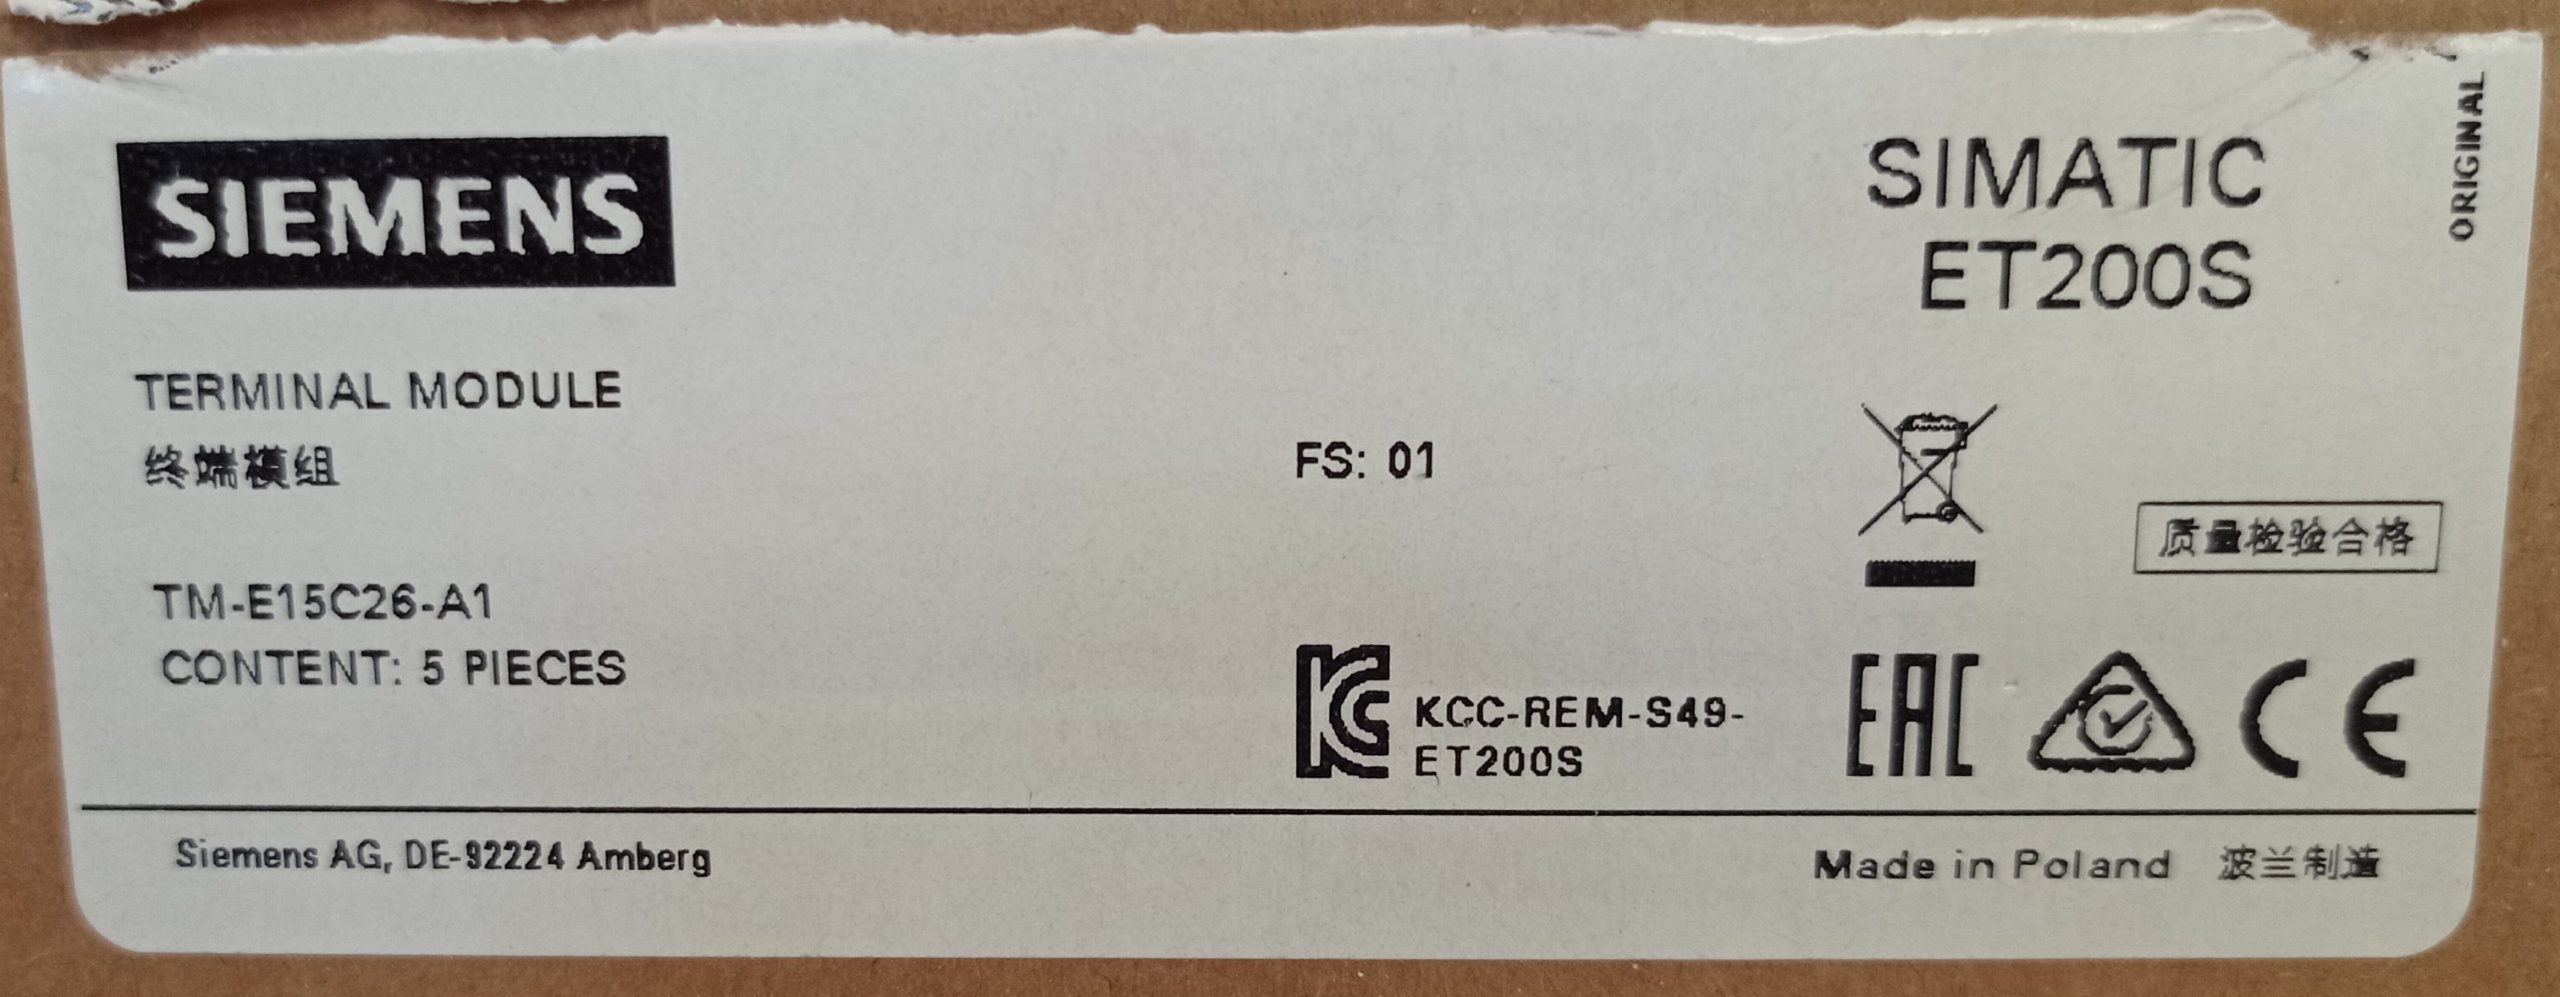 SIEMENS
SIMATIC
ET200S
ORIGINAL
TERMINAL MODULE
终端模组
FS: 01
质量检验合格
TM-E15C26-A1
CONTENT: 5 PIECES
KCC-REM-S49-
ET200S
EAC
CE
Siemens AG, DE-92224 Amberg
Made in Poland 波兰制造